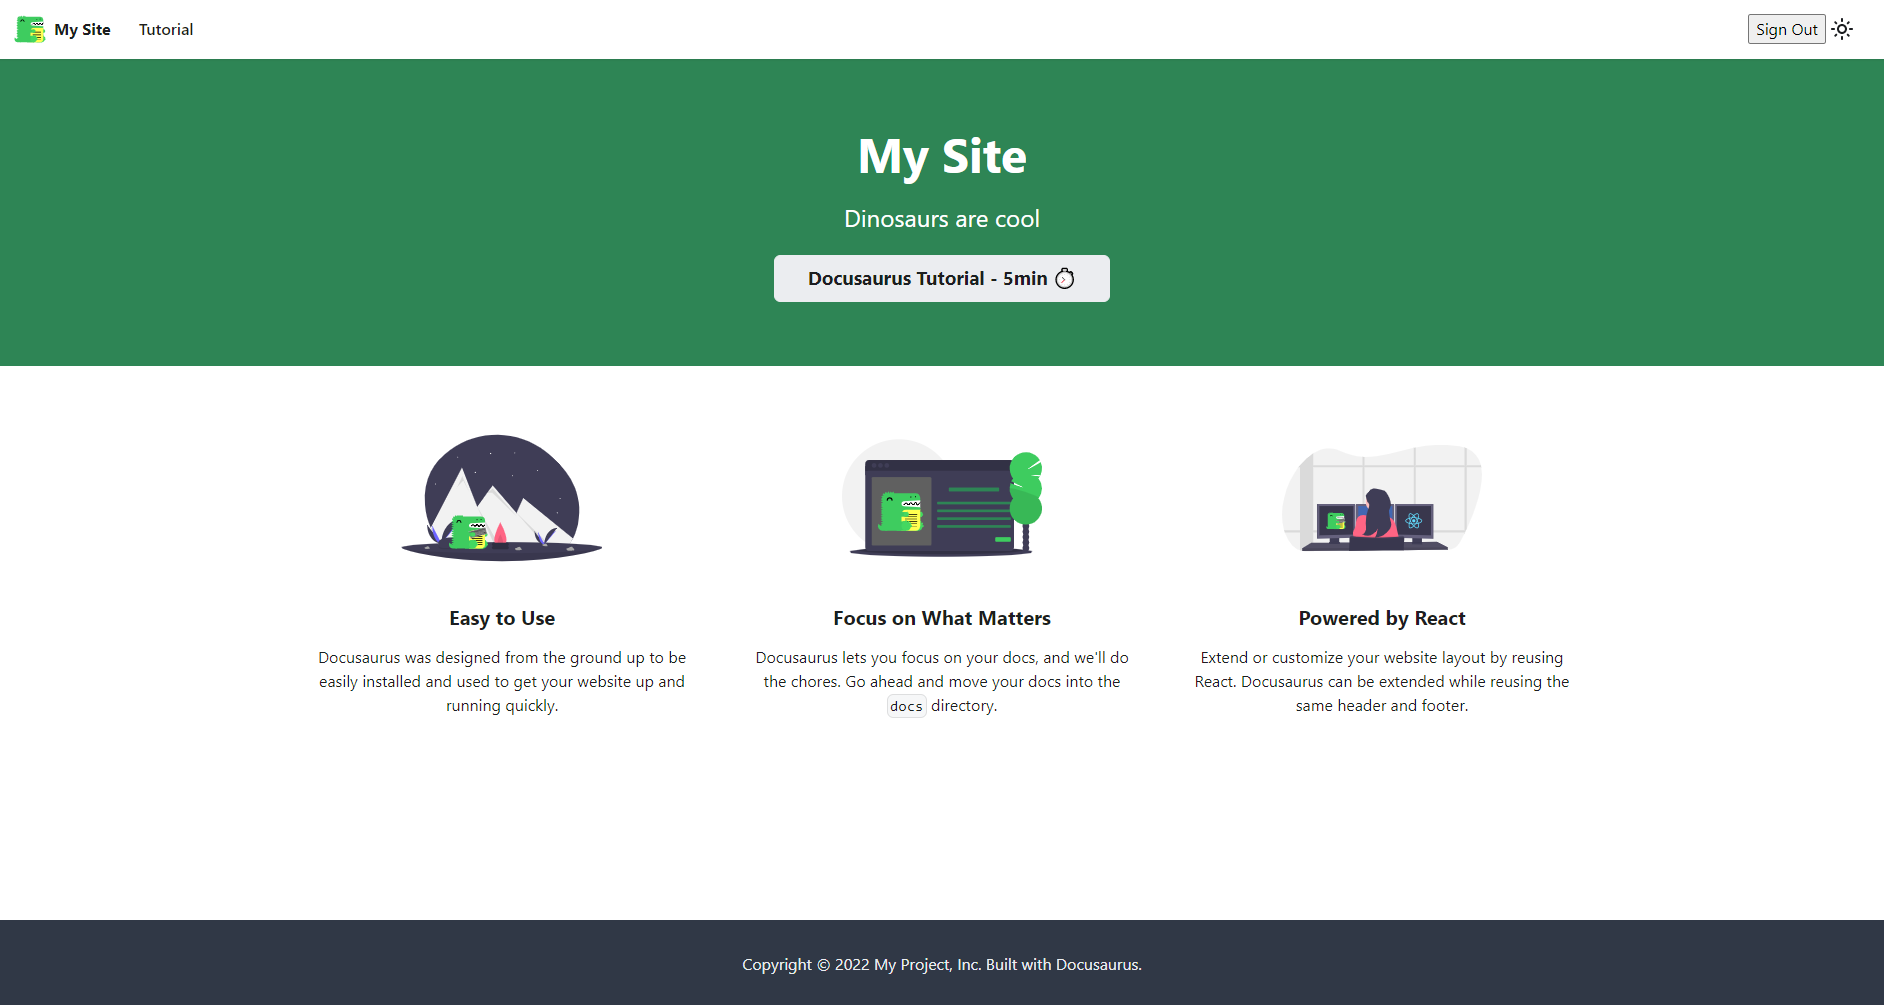 My Site
Tutorial
Sign Out
My Site
Dinosaurs are cool
Docusaurus Tutorial - 5min ⏱️
Easy to Use
Docusaurus was designed from the ground up to be
easily installed and used to get your website up and
running quickly.
Focus on What Matters
Docusaurus lets you focus on your docs, and we'll do
the chores. Go ahead and move your docs into the
docs directory.
Powered by React
Extend or customize your website layout by reusing
React. Docusaurus can be extended while reusing the
same header and footer.
Copyright © 2022 My Project, Inc. Built with Docusaurus.